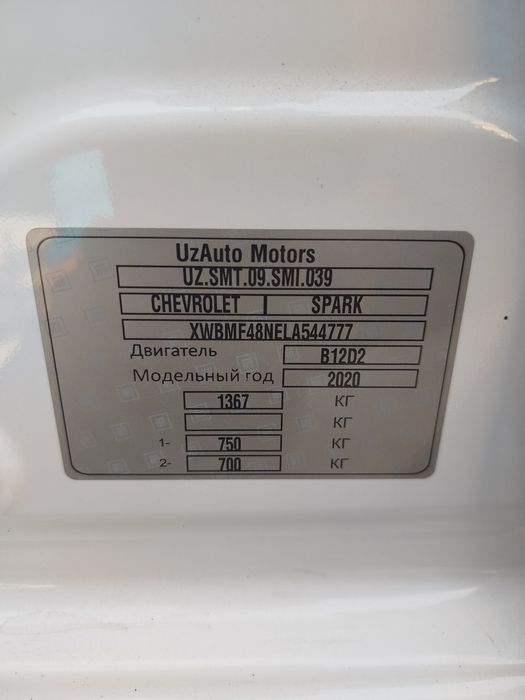 UzAuto Motors
UZ.SMT.09.SMI.039
CHEVROLET SPARK
XWBMF48NELA544777
Двигатель B12D2
Модельный год 2020
1367 КГ
КГ
1- 750 КГ
2- 700 КГ